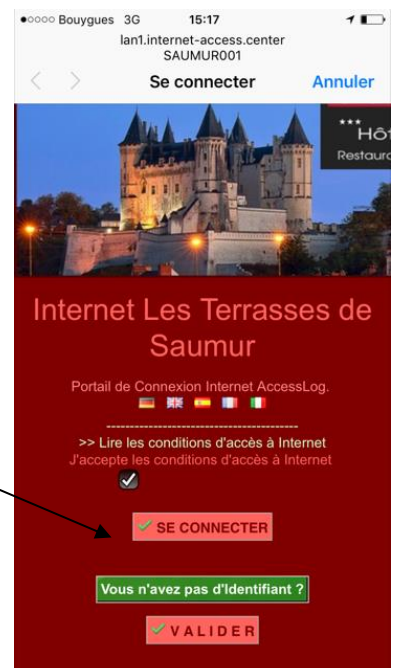 Bouygues 3G 15:17
lan1.internet-access.center
SAUMUR001
Se connecter Annuler
***
Hôt
Restaura
Internet Les Terrasses de
Saumur
Portail de Connexion Internet AccessLog.
----------------------------------------
>> Lire les conditions d'accès à Internet
J'accepte les conditions d'accès à Internet
SE CONNECTER
Vous n'avez pas d'Identifiant ?
VALIDER